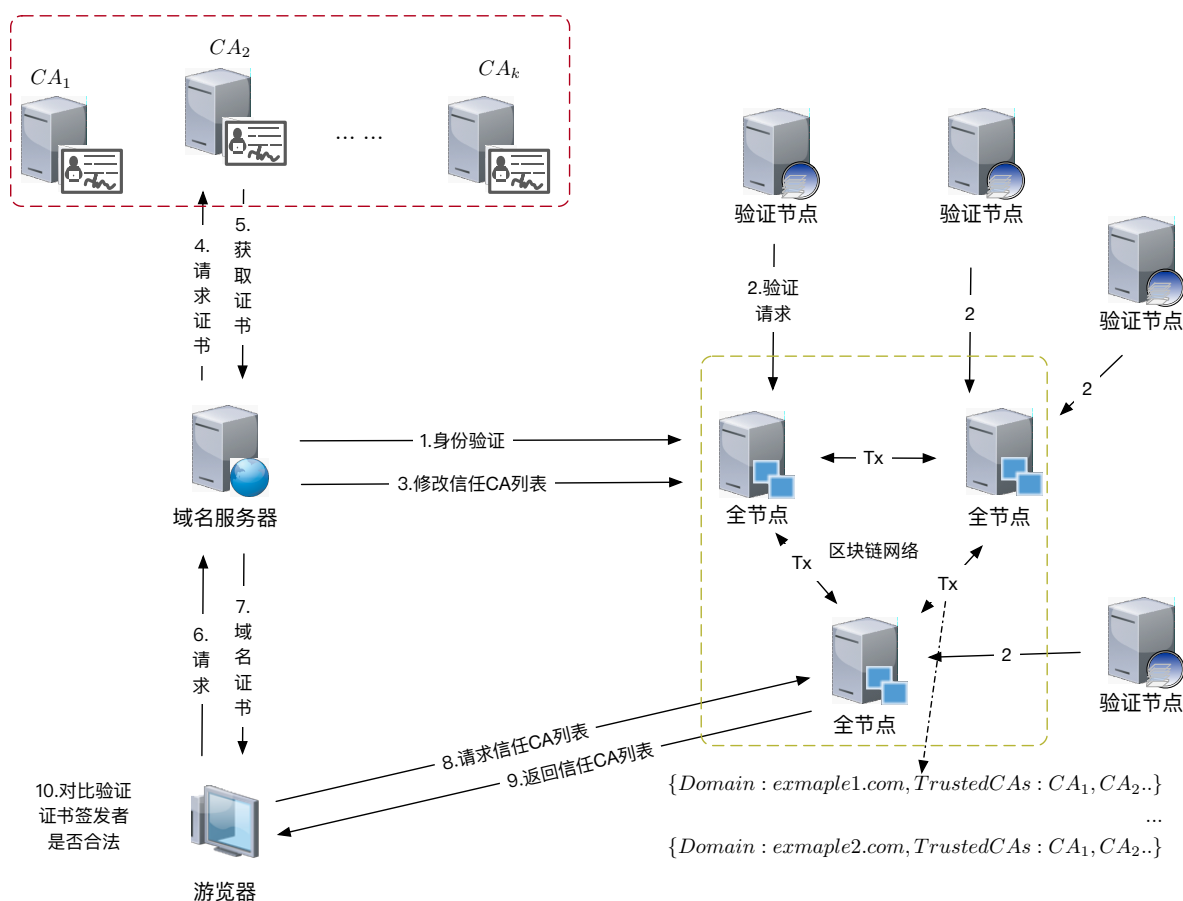 CA₂
CA₁
CA_k
... ...
验证节点
验证节点
验证节点
4.
请
求
证
书
5.
获
取
证
书
2.验证
请求
2
2
1.身份验证
3.修改信任CA列表
域名服务器
Tx
全节点
全节点
区块链网络
Tx
Tx
6.
请
求
7.
域
名
证
书
2
验证节点
全节点
8.请求信任CA列表
9.返回信任CA列表
10.对比验证
证书签发者
是否合法
游览器
{Domain : exmaple1.com, TrustedCAs : CA₁, CA₂..}
...
{Domain : exmaple2.com, TrustedCAs : CA₁, CA₂..}